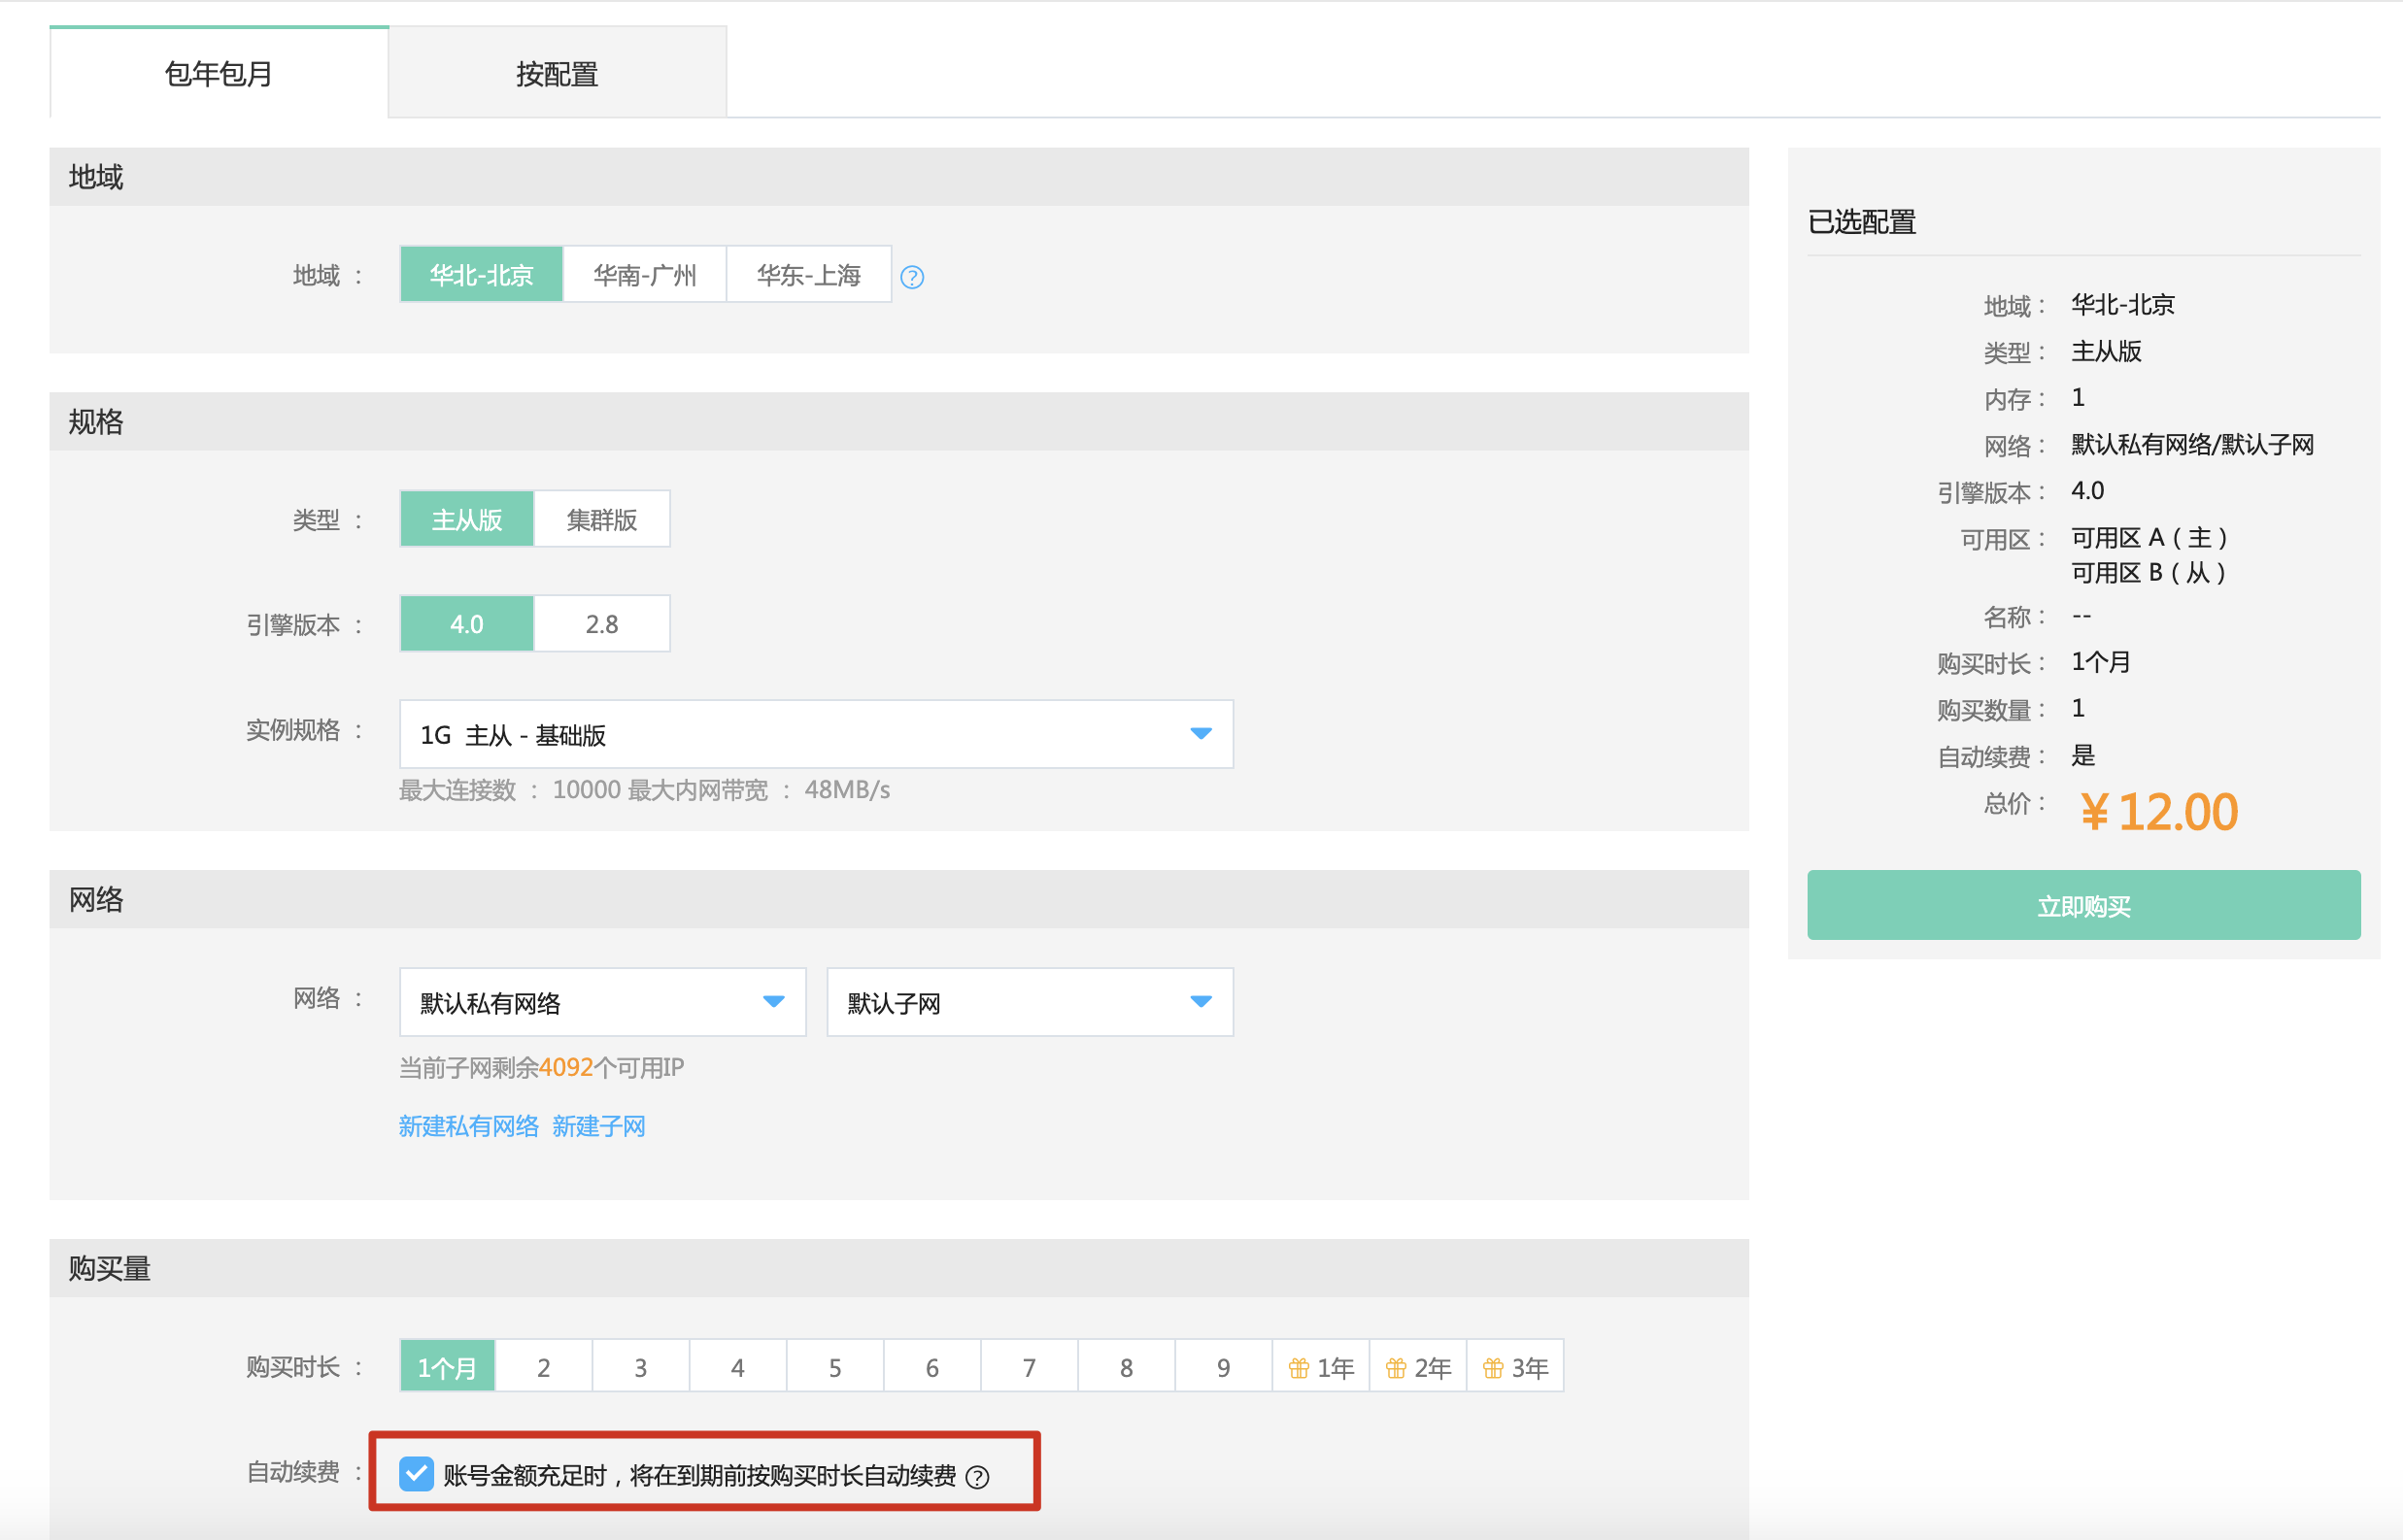 包年包月 按配置
地域
地域 ： 华北-北京 华南-广州 华东-上海 ?
规格
类型 ： 主从版 集群版
引擎版本 ： 4.0 2.8
实例规格 ： 1G 主从 - 基础版
最大连接数 ： 10000 最大内网带宽 ： 48MB/s
网络
网络 ： 默认私有网络 默认子网
当前子网剩余4092个可用IP
新建私有网络 新建子网
购买量
购买时长 ： 1个月 2 3 4 5 6 7 8 9 1年 2年 3年
自动续费 ： 账号金额充足时，将在到期前按购买时长自动续费 ?
已选配置
地域： 华北-北京
类型： 主从版
内存： 1
网络： 默认私有网络/默认子网
引擎版本： 4.0
可用区： 可用区 A（主）
可用区 B（从）
名称： --
购买时长： 1个月
购买数量： 1
自动续费： 是
总价： ¥12.00
立即购买